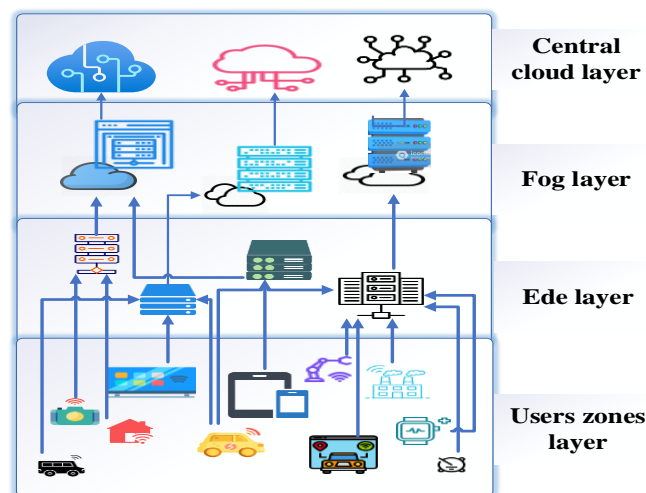 Central
cloud layer
Fog layer
Ede layer
Users zones
layer